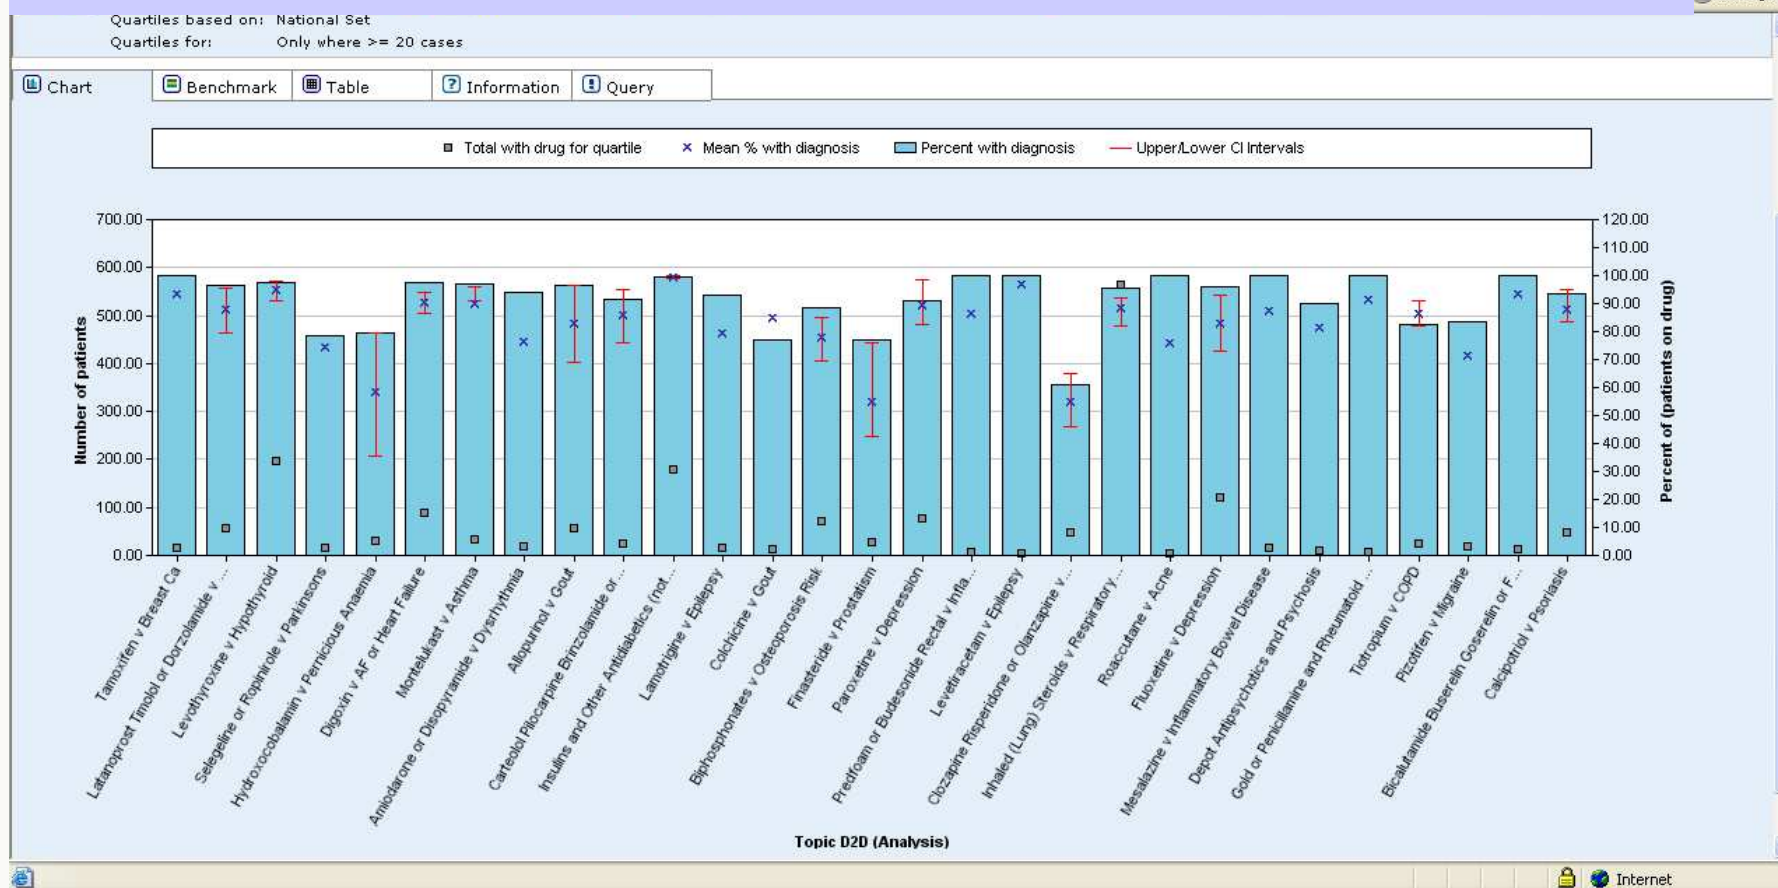 Quartiles based on: National Set
Quartiles for: Only where >= 20 cases
Chart Benchmark Table Information Query
Total with drug for quartile Mean % with diagnosis Percent with diagnosis Upper/Lower CI Intervals
700.00
600.00
500.00
400.00
300.00
200.00
100.00
0.00
Number of patients
120.00
110.00
100.00
90.00
80.00
70.00
60.00
50.00
40.00
30.00
20.00
10.00
0.00
Percent of (patients on drug)
Tamoxifen v Breast Ca
Latanoprost Timolol or Dorzolamide v ...
Levothyroxine v Hypothyroid
Selegeline or Ropinirole v Parkinsons
Hydroxocobalamin v Pernicious Anaemia
Digoxin v AF or Heart Failure
Montelukast v Asthma
Amiodarone or Disopyramide v Dysrhythmia
Allopurinol v Gout
Carteolol Pilocarpine Brinzolamide or...
Insulins and Other Antidiabetics (not...
Lamotrigine v Epilepsy
Colchicine v Gout
Biphosphonates v Osteoporosis Risk
Finasteride v Prostatism
Paroxetine v Depression
Predfoam or Budesonide Rectal v Infla...
Levetiracetam v Epilepsy
Clozapine Risperidone or Olanzapine v...
Inhaled (Lung) Steroids v Respiratory...
Roaccutane v Acne
Fluoxetine v Depression
Mesalazine v Inflammatory Bowel Disease
Depot Antipsychotics and Psychosis
Gold or Penicillamine and Rheumatoid ...
Tiotropium v COPD
Pizotifen v Migraine
Bicalutamide Buserelin Goserelin or F...
Calcipotriol v Psoriasis
Topic D2D (Analysis)
Internet